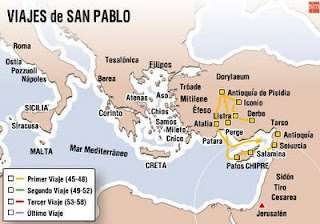 VIAJES de SAN PABLO
Ostia
Pozzuoli
Nápoles
Tesalónica
Filipos
Dorylaeum
Berea
Tróade
Antioquía de Pisidia
Mitilene
Iconio
SICILIA
Éfeso
Listra
Derbe
Atenas
Samos
Siracusa
Corinto
Mileto
Atalia
Perge
Tarso
Cnido
Antioquía
MALTA
Patara
Seleucia
Mar Mediterráneo
Salamina
CRETA
Pafos
CHIPRE
Sidón
Tiro
Cesarea
Jerusalén
Primer Viaje (45-48)
Segundo Viaje (49-52)
Tercer Viaje (53-58)
Último Viaje